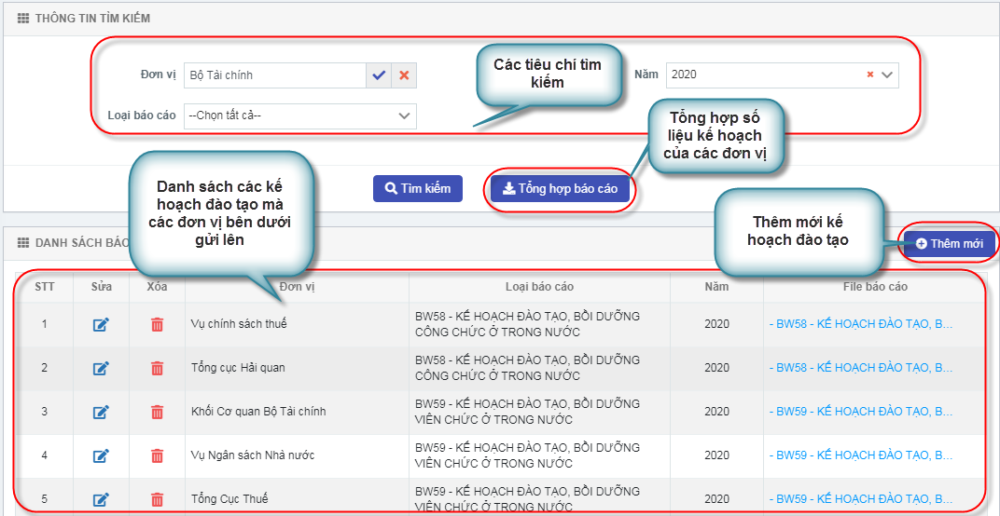 THÔNG TIN TÌM KIẾM
Đơn vị
Bộ Tài chính
Năm
2020
Loại báo cáo
--Chọn tất cả--
Các tiêu chí tìm
kiếm
Tổng hợp số
liệu kế hoạch
của các đơn vị
Danh sách các kế
hoạch đào tạo mà
các đơn vị bên dưới
gửi lên
Tìm kiếm
Tổng hợp báo cáo
Thêm mới kế
hoạch đào tạo
DANH SÁCH BÁO
Thêm mới
STT Sửa Xóa Đơn vị Loại báo cáo Năm File báo cáo
1 Vụ chính sách thuế BW58 - KẾ HOẠCH ĐÀO TẠO, BỒI DƯỠNG 2020 - BW58 - KẾ HOẠCH ĐÀO TẠO, B...
CÔNG CHỨC Ở TRONG NƯỚC
2 Tổng cục Hải quan BW58 - KẾ HOẠCH ĐÀO TẠO, BỒI DƯỠNG 2020 - BW58 - KẾ HOẠCH ĐÀO TẠO, B...
CÔNG CHỨC Ở TRONG NƯỚC
3 Khối Cơ quan Bộ Tài chính BW59 - KẾ HOẠCH ĐÀO TẠO, BỒI DƯỠNG 2020 - BW59 - KẾ HOẠCH ĐÀO TẠO, B...
VIÊN CHỨC Ở TRONG NƯỚC
4 Vụ Ngân sách Nhà nước BW59 - KẾ HOẠCH ĐÀO TẠO, BỒI DƯỠNG 2020 - BW59 - KẾ HOẠCH ĐÀO TẠO, B...
VIÊN CHỨC Ở TRONG NƯỚC
5 Tổng Cục Thuế BW59 - KẾ HOẠCH ĐÀO TẠO, BỒI DƯỠNG 2020 - BW59 - KẾ HOẠCH ĐÀO TẠO, B...
VIÊN CHỨC Ở TRONG NƯỚC